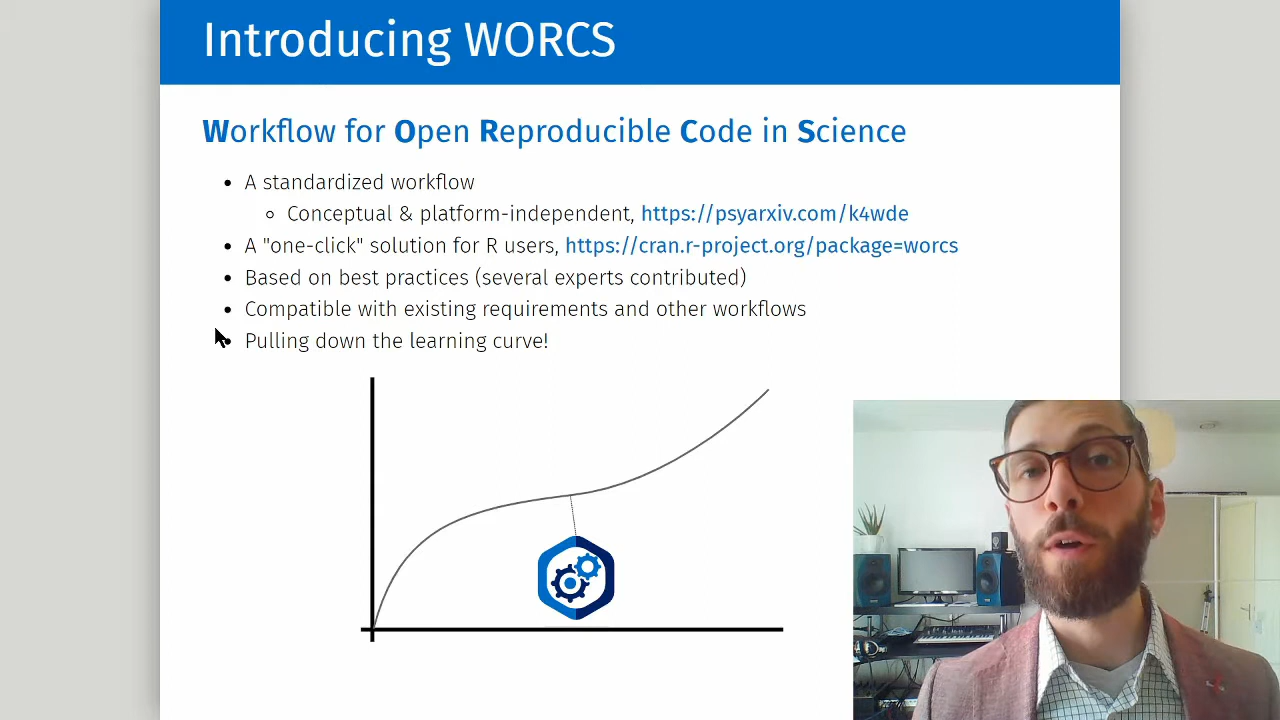 Introducing WORCS
Workflow for Open Reproducible Code in Science
A standardized workflow
Conceptual & platform-independent, https://psyarxiv.com/k4wde
A "one-click" solution for R users, https://cran.r-project.org/package=worcs
Based on best practices (several experts contributed)
Compatible with existing requirements and other workflows
Pulling down the learning curve!